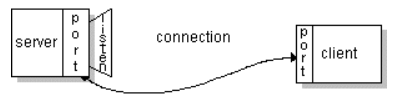 server
port
listen
connection
port
client